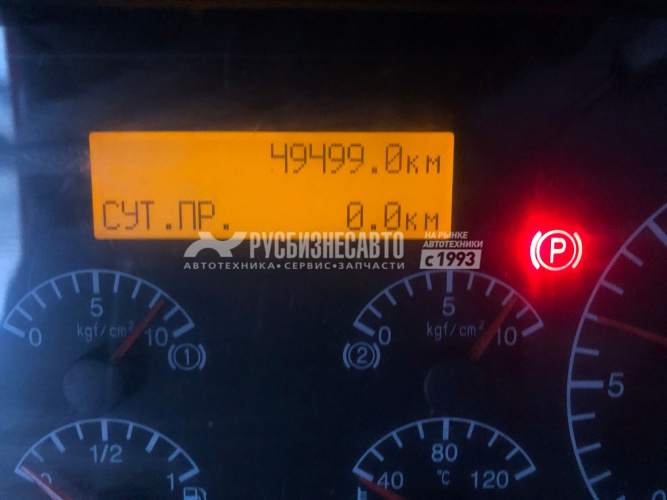 49499.0км
СУТ.ПР. 0.0км
РУСБИЗНЕСАВТО
АВТОТЕХНИКА•СЕРВИС•ЗАПЧАСТИ
НА РЫНКЕ
АВТОТЕХНИКИ
с 1993
P
0 5 10
kgf/cm²
1
0 5 10
kgf/cm²
2
5
1/2 1
40 80 120
°C